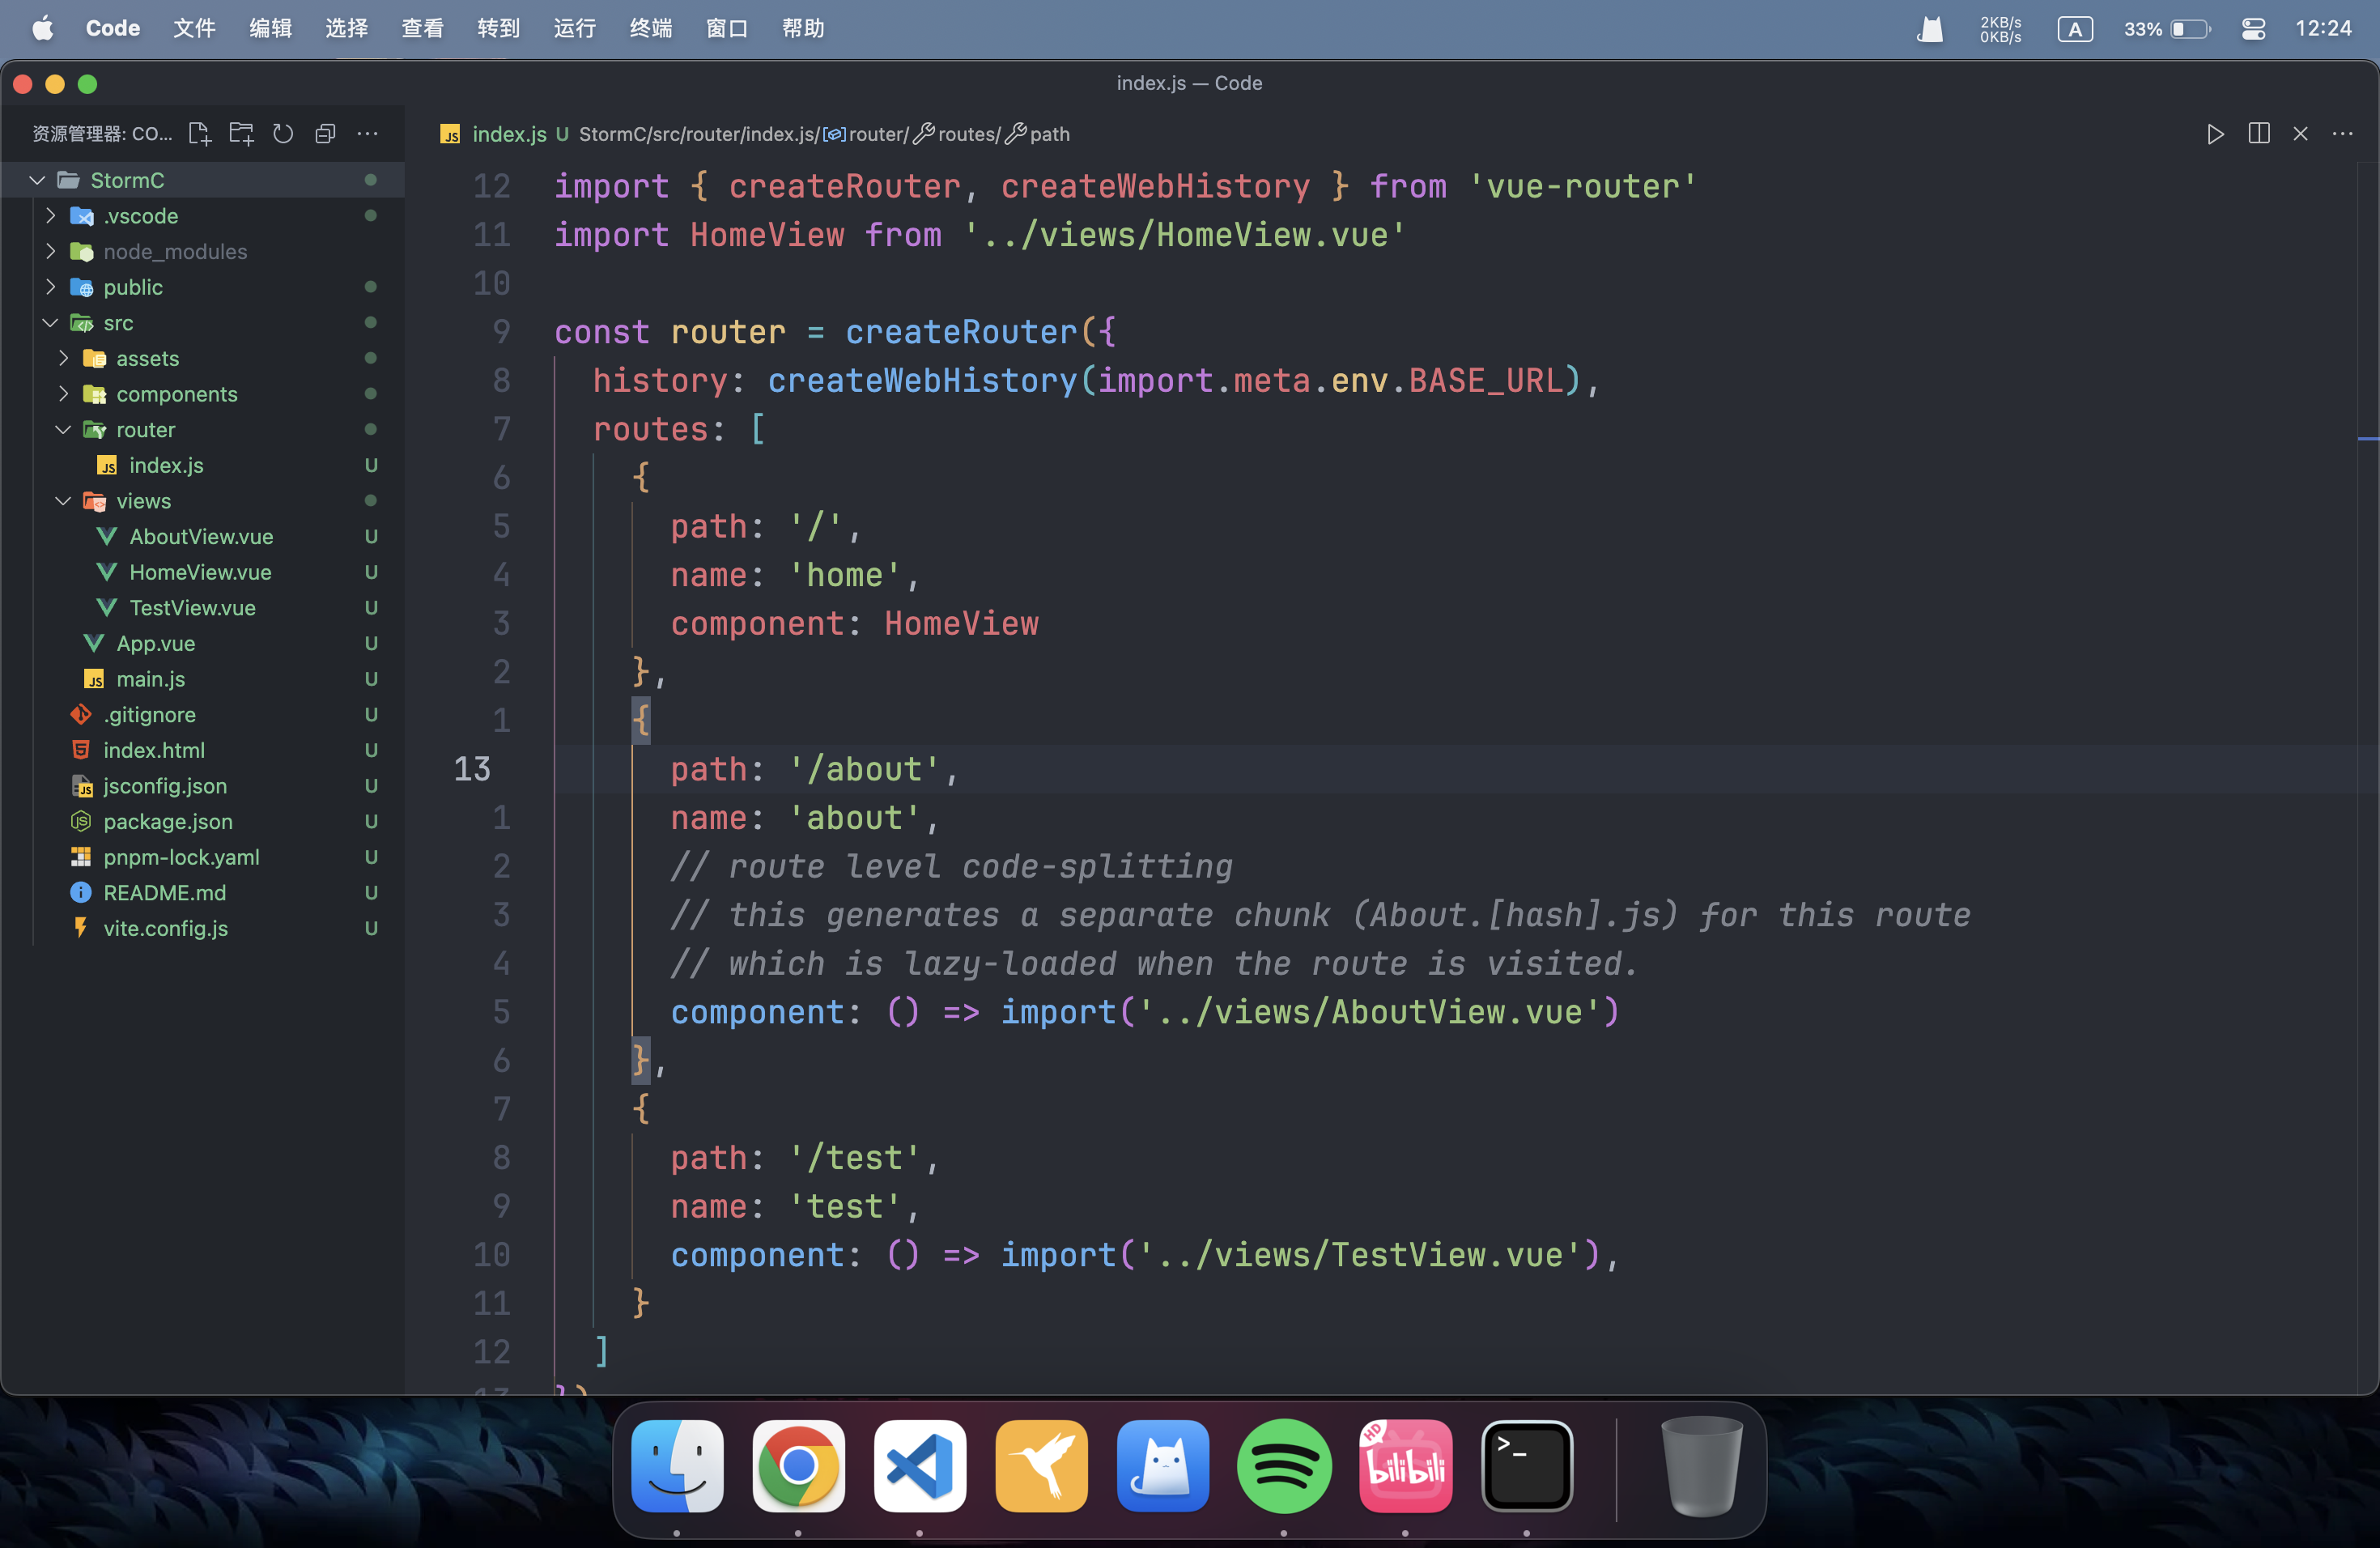 Code 文件 编辑 选择 查看 转到 运行 终端 窗口 帮助 2KB/s 0KB/s A 33% 12:24
index.js — Code
资源管理器: CO...
index.js U StormC/src/router/index.js/router/routes/path
StormC
.vscode
node_modules
public
src
assets
components
router
index.js U
views
AboutView.vue U
HomeView.vue U
TestView.vue U
App.vue U
main.js U
.gitignore U
index.html U
jsconfig.json U
package.json U
pnpm-lock.yaml U
README.md U
vite.config.js U
12 import { createRouter, createWebHistory } from 'vue-router'
11 import HomeView from '../views/HomeView.vue'
10
9 const router = createRouter({
8 history: createWebHistory(import.meta.env.BASE_URL),
7 routes: [
6 {
5 path: '/',
4 name: 'home',
3 component: HomeView
2 },
1 {
13 path: '/about',
1 name: 'about',
2 // route level code-splitting
3 // this generates a separate chunk (About.[hash].js) for this route
4 // which is lazy-loaded when the route is visited.
5 component: () => import('../views/AboutView.vue')
6 },
7 {
8 path: '/test',
9 name: 'test',
10 component: () => import('../views/TestView.vue'),
11 }
12 ]
13 })
HD
bilibili
>_